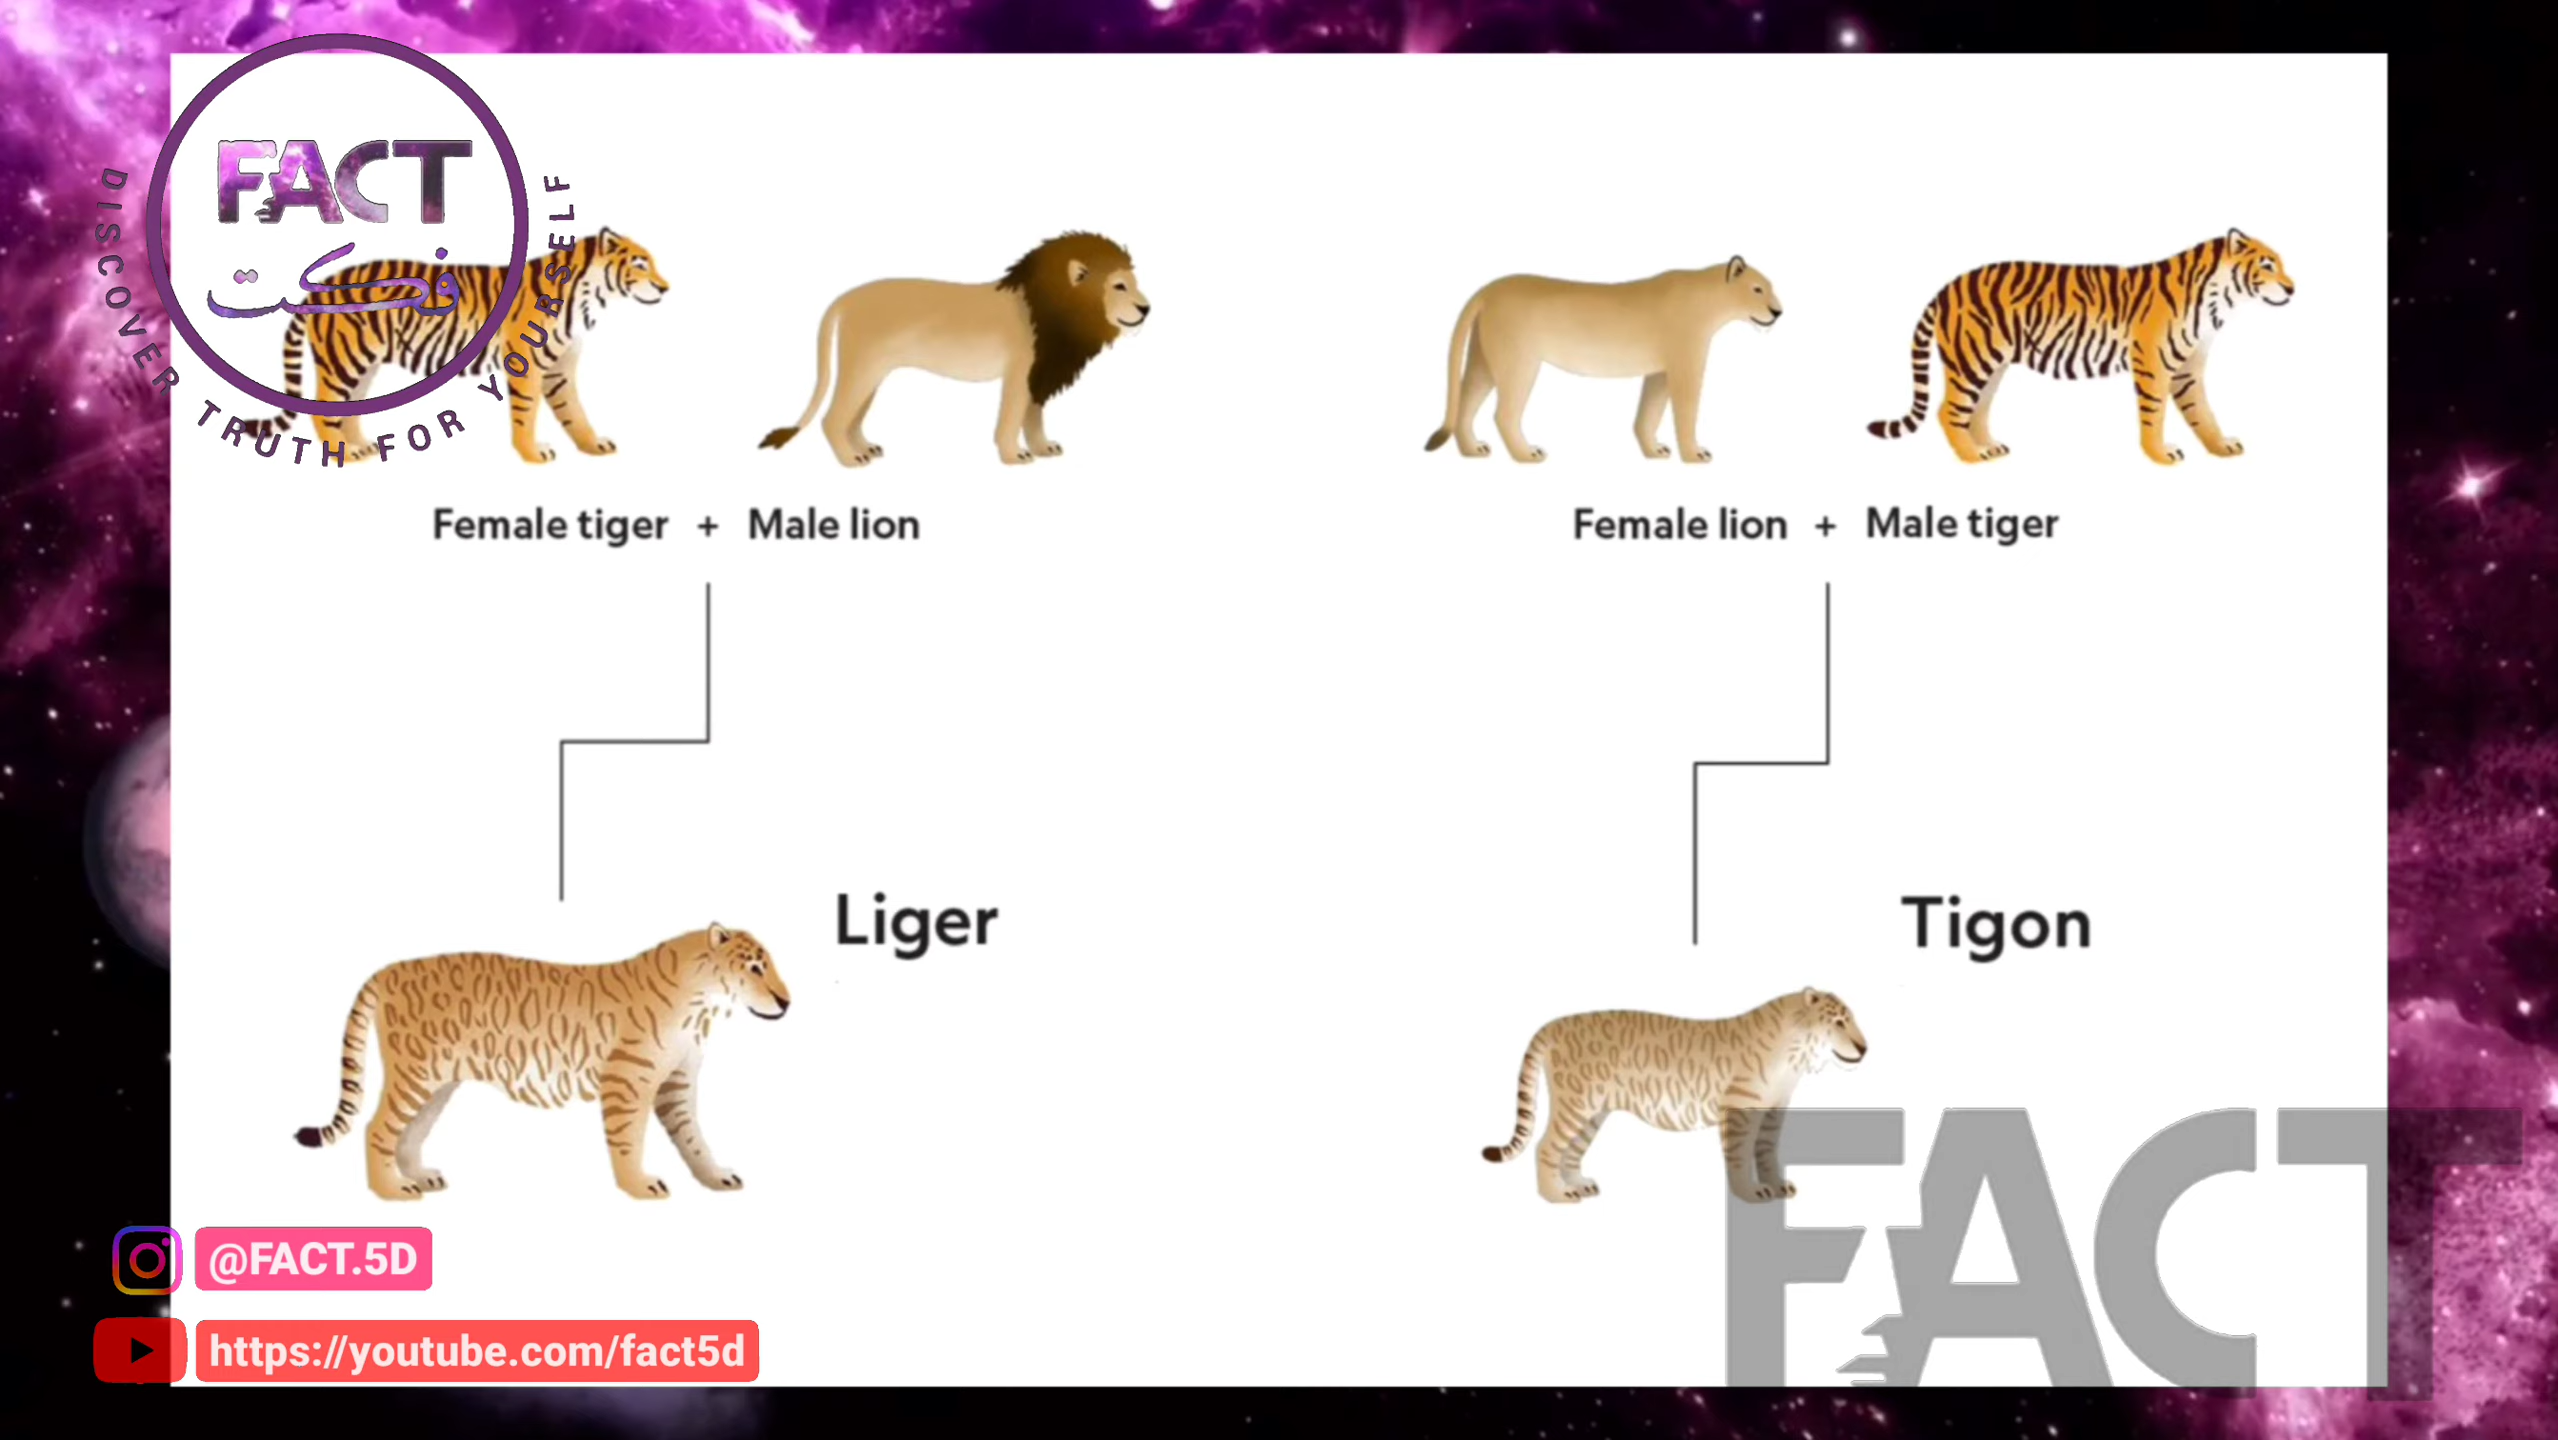 FACT
فكت
DISCOVER TRUTH FOR YOURSELF
Female tiger + Male lion
Female lion + Male tiger
Liger
Tigon
@FACT.5D
https://youtube.com/fact5d
FACT